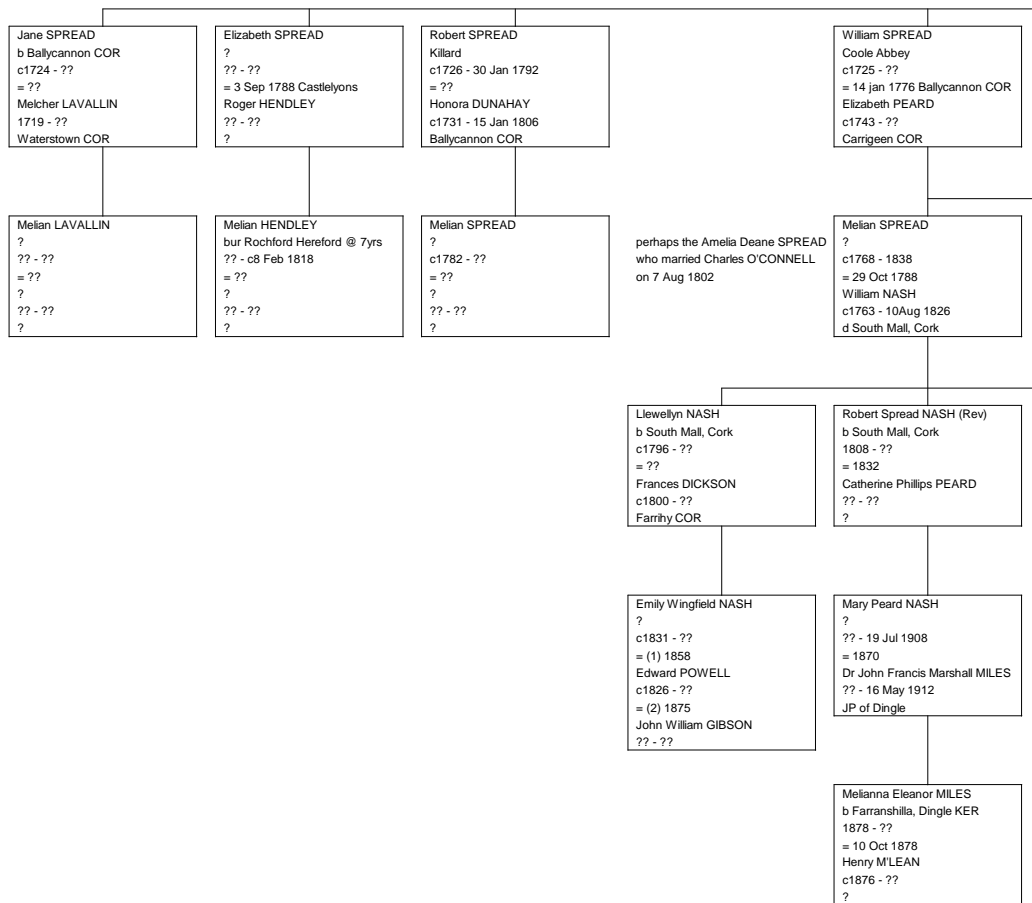 Jane SPREAD
b Ballycannon COR
c1724 - ??
= ??
Melcher LAVALLIN
1719 - ??
Waterstown COR
Elizabeth SPREAD
?
?? - ??
= 3 Sep 1788 Castlelyons
Roger HENDLEY
?? - ??
?
Robert SPREAD
Killard
c1726 - 30 Jan 1792
= ??
Honora DUNAHAY
c1731 - 15 Jan 1806
Ballycannon COR
William SPREAD
Coole Abbey
c1725 - ??
= 14 jan 1776 Ballycannon COR
Elizabeth PEARD
c1743 - ??
Carrigeen COR
Melian LAVALLIN
?
?? - ??
= ??
?
?? - ??
?
Melian HENDLEY
bur Rochford Hereford @ 7yrs
?? - c8 Feb 1818
= ??
?
?? - ??
?
Melian SPREAD
?
c1782 - ??
= ??
?
?? - ??
?
perhaps the Amelia Deane SPREAD
who married Charles O'CONNELL
on 7 Aug 1802
Melian SPREAD
?
c1768 - 1838
= 29 Oct 1788
William NASH
c1763 - 10Aug 1826
d South Mall, Cork
Llewellyn NASH
b South Mall, Cork
c1796 - ??
= ??
Frances DICKSON
c1800 - ??
Farrihy COR
Robert Spread NASH (Rev)
b South Mall, Cork
1808 - ??
= 1832
Catherine Phillips PEARD
?? - ??
?
Emily Wingfield NASH
?
c1831 - ??
= (1) 1858
Edward POWELL
c1826 - ??
= (2) 1875
John William GIBSON
?? - ??
Mary Peard NASH
?
?? - 19 Jul 1908
= 1870
Dr John Francis Marshall MILES
?? - 16 May 1912
JP of Dingle
Melianna Eleanor MILES
b Farranshilla, Dingle KER
1878 - ??
= 10 Oct 1878
Henry M'LEAN
c1876 - ??
?